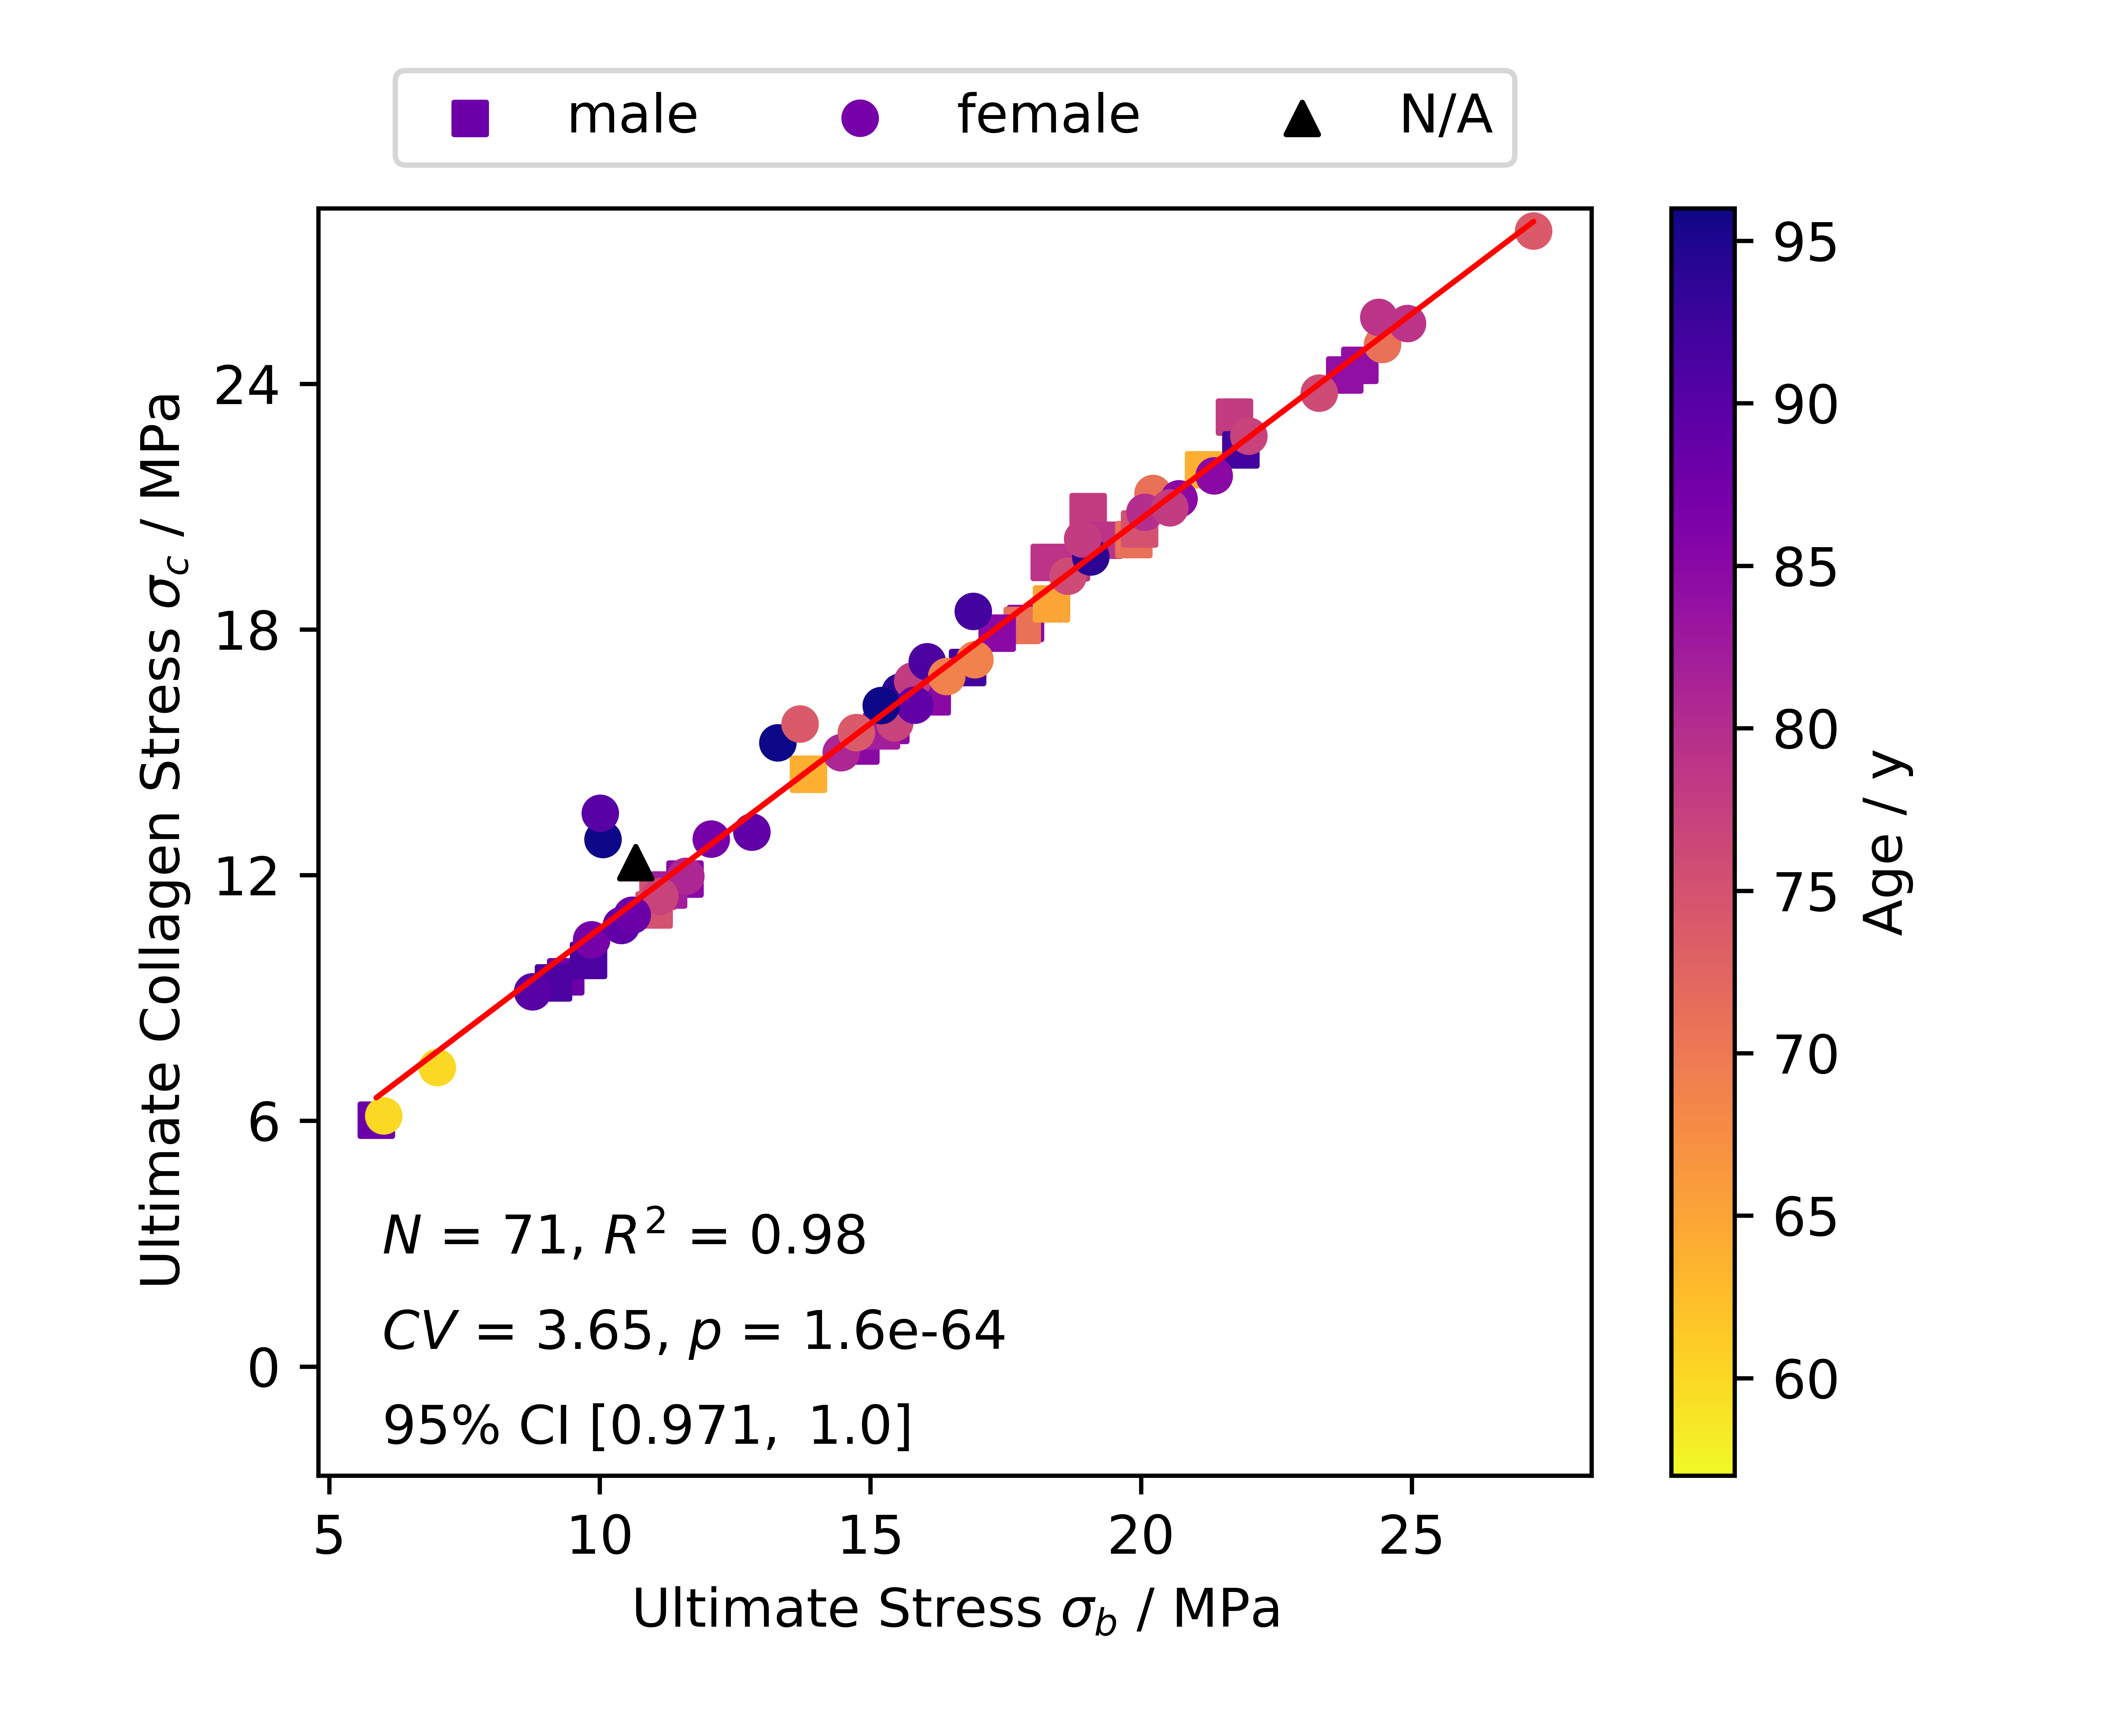 male female N/A
Ultimate Collagen Stress σc / MPa
24
18
12
6
0
N = 71, R² = 0.98
CV = 3.65, p = 1.6e-64
95% CI [0.971, 1.0]
5 10 15 20 25
Ultimate Stress σb / MPa
95
90
85
80
75
70
65
60
Age / y